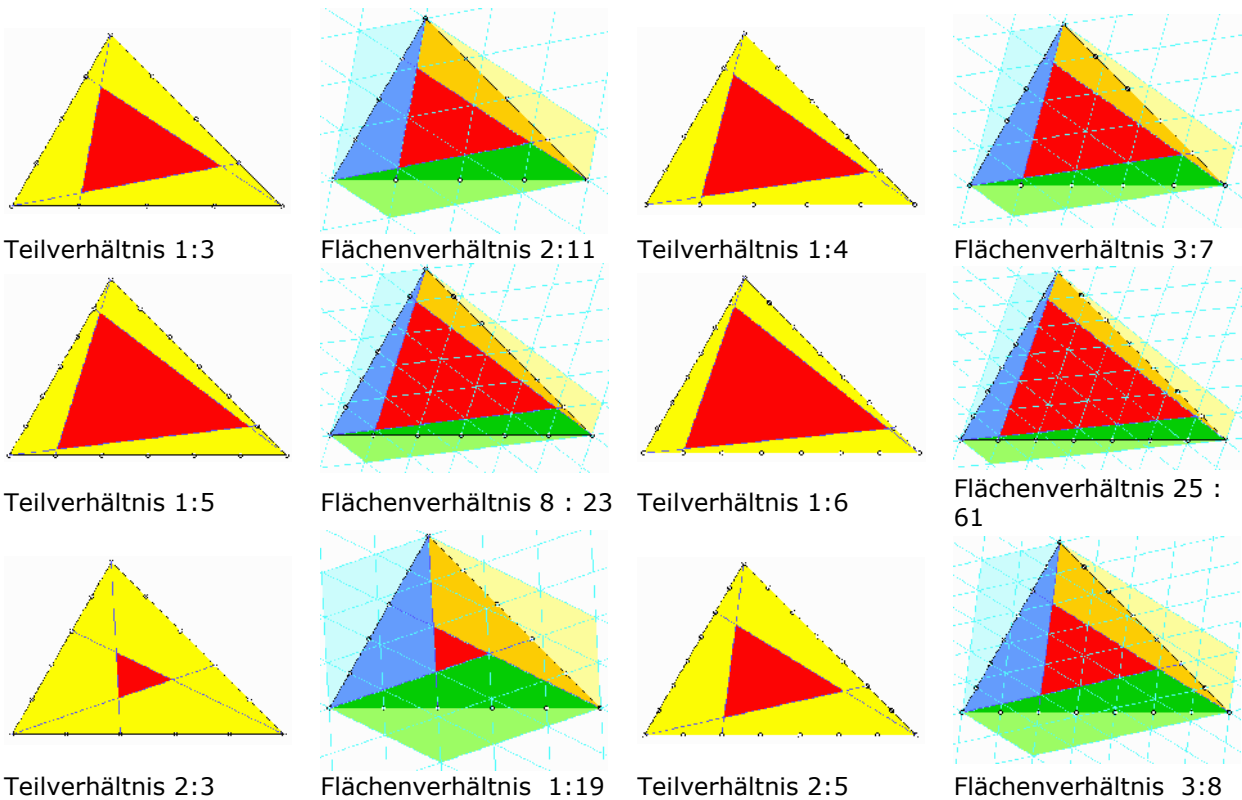 Teilverhältnis 1:3
Flächenverhältnis 2:11
Teilverhältnis 1:4
Flächenverhältnis 3:7
Teilverhältnis 1:5
Flächenverhältnis 8 : 23
Teilverhältnis 1:6
Flächenverhältnis 25 :
61
Teilverhältnis 2:3
Flächenverhältnis 1:19
Teilverhältnis 2:5
Flächenverhältnis 3:8